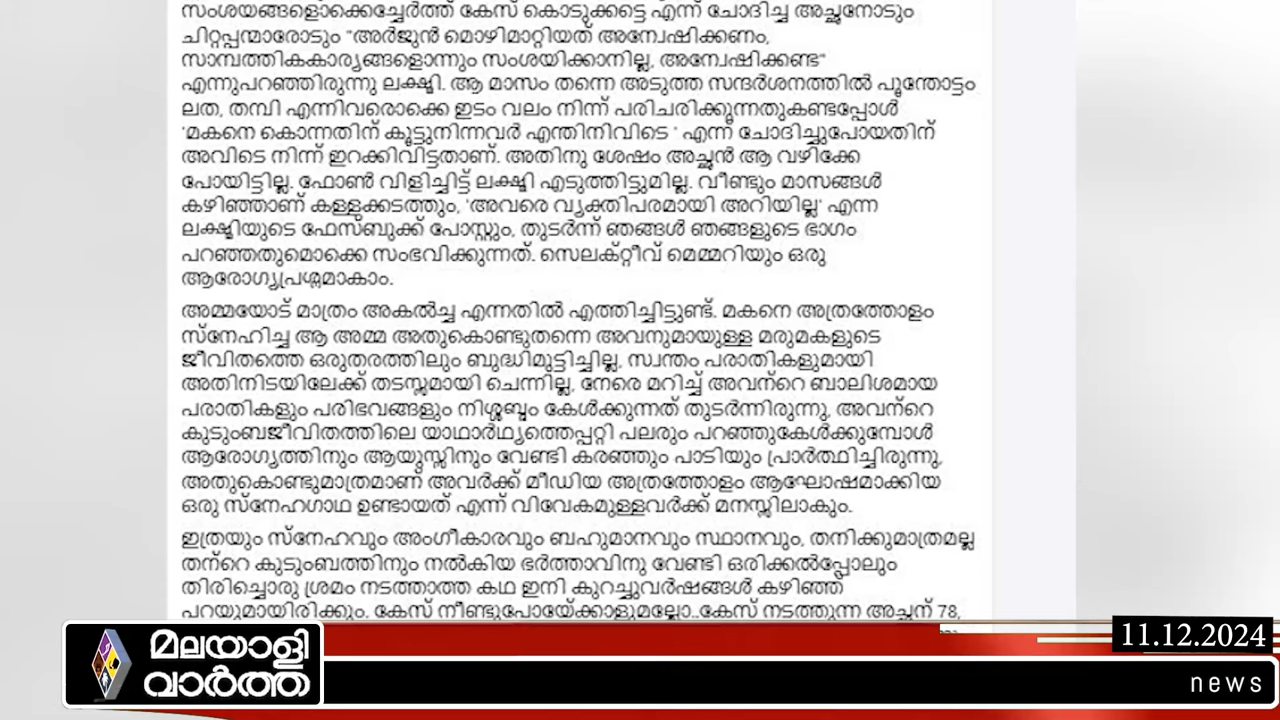 സംശയങ്ങളൊക്കെച്ചേർത്ത് കേസ് കൊടുക്കട്ടെ എന്ന് ചോദിച്ച അച്ഛനോടും
ചിറ്റപ്പന്മാരോടും "അർജുൻ മൊഴിമാറ്റിയത് അന്വേഷിക്കണം,
സാമ്പത്തികകാര്യങ്ങളൊന്നും സംശയിക്കാനില്ല, അന്വേഷിക്കണ്ട"
എന്നുപറഞ്ഞിരുന്നു ലക്ഷ്മി. ആ മാസം തന്നെ അടുത്ത സന്ദർശനത്തിൽ പൂന്തോട്ടം
ലത, തമ്പി എന്നിവരൊക്കെ ഇടം വലം നിന്ന് പരിചരിക്കുന്നതുകണ്ടപ്പോൾ
'മകനെ കൊന്നതിന് കൂട്ടുനിന്നവർ എന്തിനിവിടെ ' എന്ന് ചോദിച്ചുപോയതിന്
അവിടെ നിന്ന് ഇറക്കിവിട്ടതാണ്. അതിനു ശേഷം അച്ഛൻ ആ വഴിക്കേ
പോയിട്ടില്ല. ഫോൺ വിളിച്ചിട്ട് ലക്ഷ്മി എടുത്തിട്ടുമില്ല. വീണ്ടും മാസങ്ങൾ
കഴിഞ്ഞാണ് കള്ളക്കടത്തും, 'അവരെ വ്യക്തിപരമായി അറിയില്ല' എന്ന
ലക്ഷ്മിയുടെ ഫേസ്ബുക്ക് പോസ്റ്റും, തുടർന്ന് ഞങ്ങൾ ഞങ്ങളുടെ ഭാഗം
പറഞ്ഞതുമൊക്കെ സംഭവിക്കുന്നത്. സെലക്റ്റീവ് മെമ്മറിയും ഒരു
ആരോഗ്യപ്രശ്നമാകാം.
അമ്മയോട് മാത്രം അകൽച്ച എന്നതിൽ എത്തിച്ചിട്ടുണ്ട്. മകനെ അത്രത്തോളം
സ്നേഹിച്ച ആ അമ്മ അതുകൊണ്ടുതന്നെ അവനുമായുള്ള മരുമകളുടെ
ജീവിതത്തെ ഒരുതരത്തിലും ബുദ്ധിമുട്ടിച്ചില്ല, സ്വന്തം പരാതികളുമായി
അതിനിടയിലേക്ക് തടസ്സമായി ചെന്നില്ല, നേരെ മറിച്ച് അവന്റെ ബാലിശമായ
പരാതികളും പരിഭവങ്ങളും നിശ്ശബ്ദം കേൾക്കുന്നത് തുടർന്നിരുന്നു, അവന്റെ
കുടുംബജീവിതത്തിലെ യാഥാർഥ്യത്തെപ്പറ്റി പലരും പറഞ്ഞുകേൾക്കുമ്പോൾ
ആരോഗ്യത്തിനും ആയുസ്സിനും വേണ്ടി കരഞ്ഞും പാടിയും പ്രാർത്ഥിച്ചിരുന്നു,
അതുകൊണ്ടുമാത്രമാണ് അവർക്ക് മീഡിയ അത്രത്തോളം ആഘോഷമാക്കിയ
ഒരു സ്നേഹഗാഥ ഉണ്ടായത് എന്ന് വിവേകമുള്ളവർക്ക് മനസ്സിലാകും.
ഇത്രയും സ്നേഹവും അംഗീകാരവും ബഹുമാനവും സ്ഥാനവും, തനിക്കുമാത്രമല്ല
തന്റെ കുടുംബത്തിനും നൽകിയ ഭർത്താവിനു വേണ്ടി ഒരിക്കൽപ്പോലും
തിരിച്ചൊരു ശ്രമം നടത്താത്ത കഥ ഇനി കുറച്ചുവർഷങ്ങൾ കഴിഞ്ഞ്
പറയുമായിരിക്കും. കേസ് നീണ്ടുപോയേക്കാളുമല്ലോ..കേസ് നടത്തുന്ന അച്ഛന് 78,
മലയാളി
വാർത്ത
11.12.2024
news